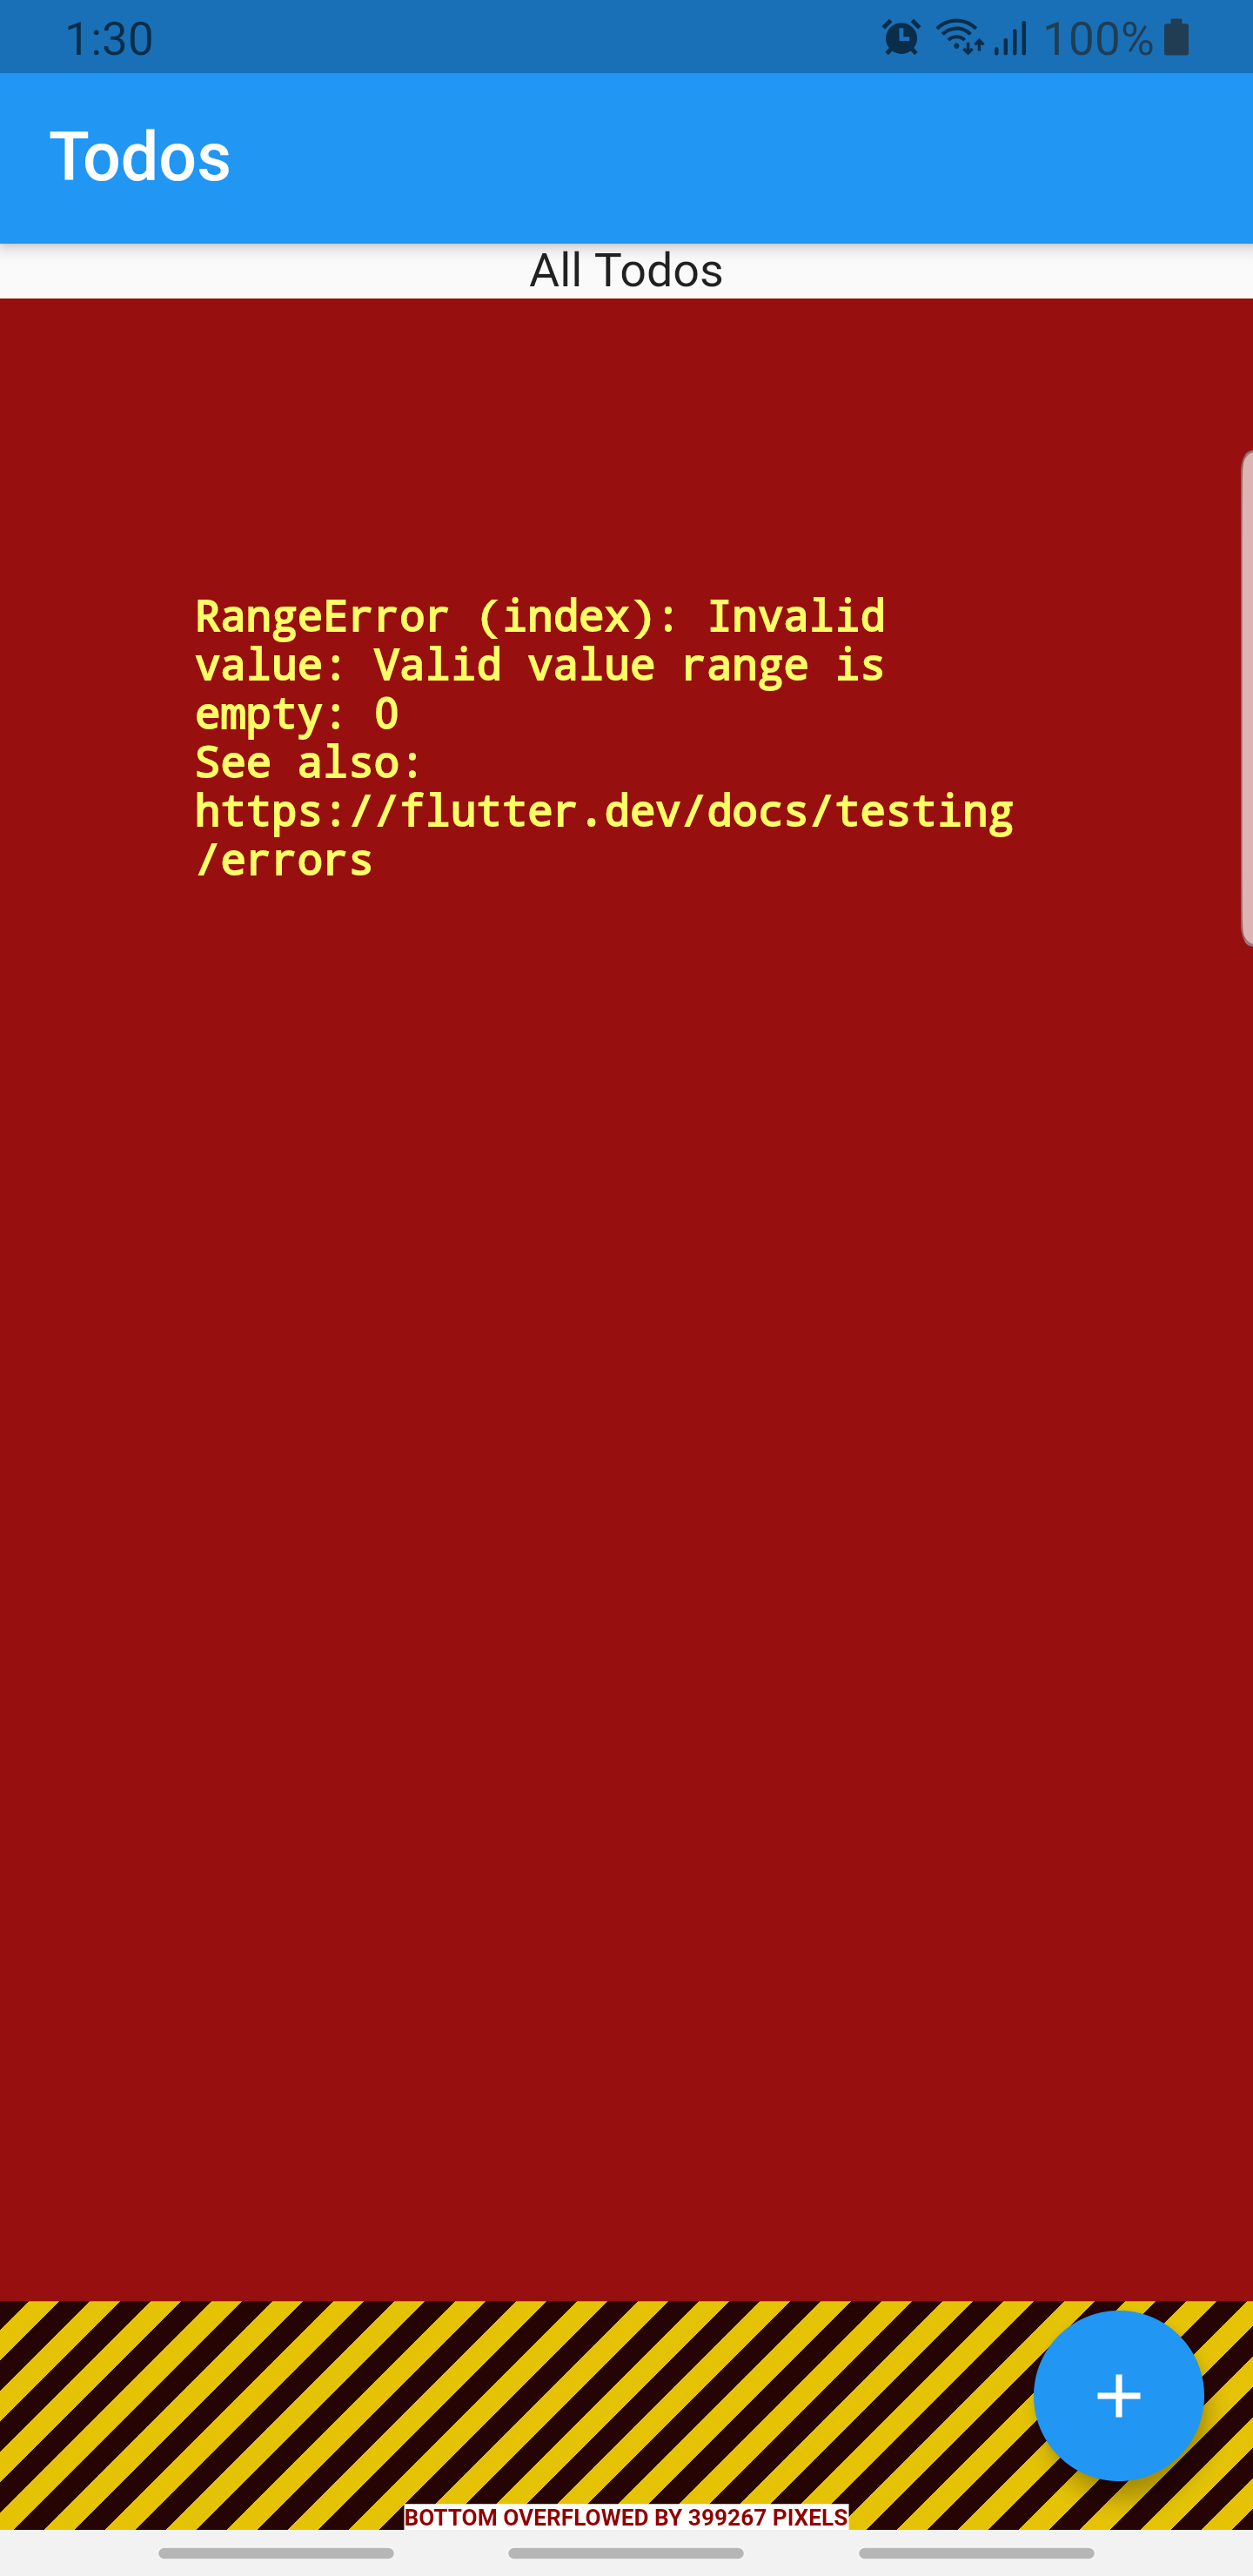 1:30
100%
Todos
All Todos
RangeError (index): Invalid
value: Valid value range is
empty: 0
See also:
https://flutter.dev/docs/testing
/errors
BOTTOM OVERFLOWED BY 399267 PIXELS